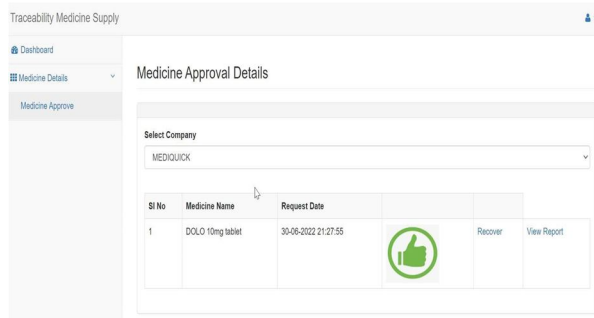 Traceability Medicine Supply
Dashboard
Medicine Details
Medicine Approve
Medicine Approval Details
Select Company
MEDIQUICK
SI No Medicine Name Request Date
1 DOLO 10mg tablet 30-06-2022 21:27:55 Recover View Report